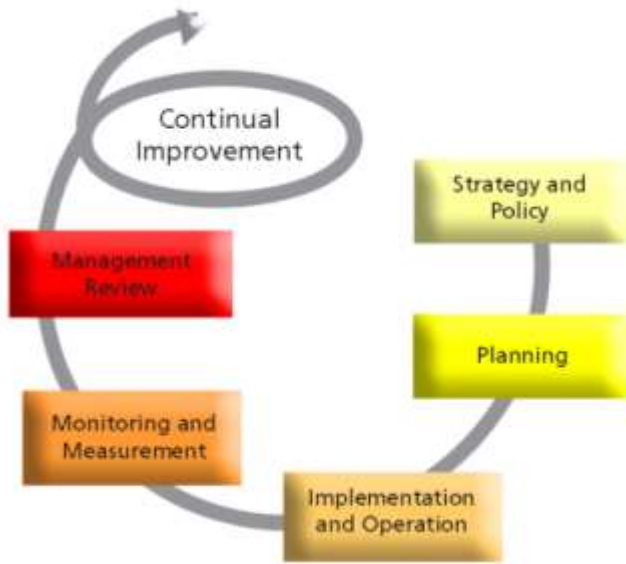 Continual
Improvement
Strategy and
Policy
Management
Review
Planning
Monitoring and
Measurement
Implementation
and Operation